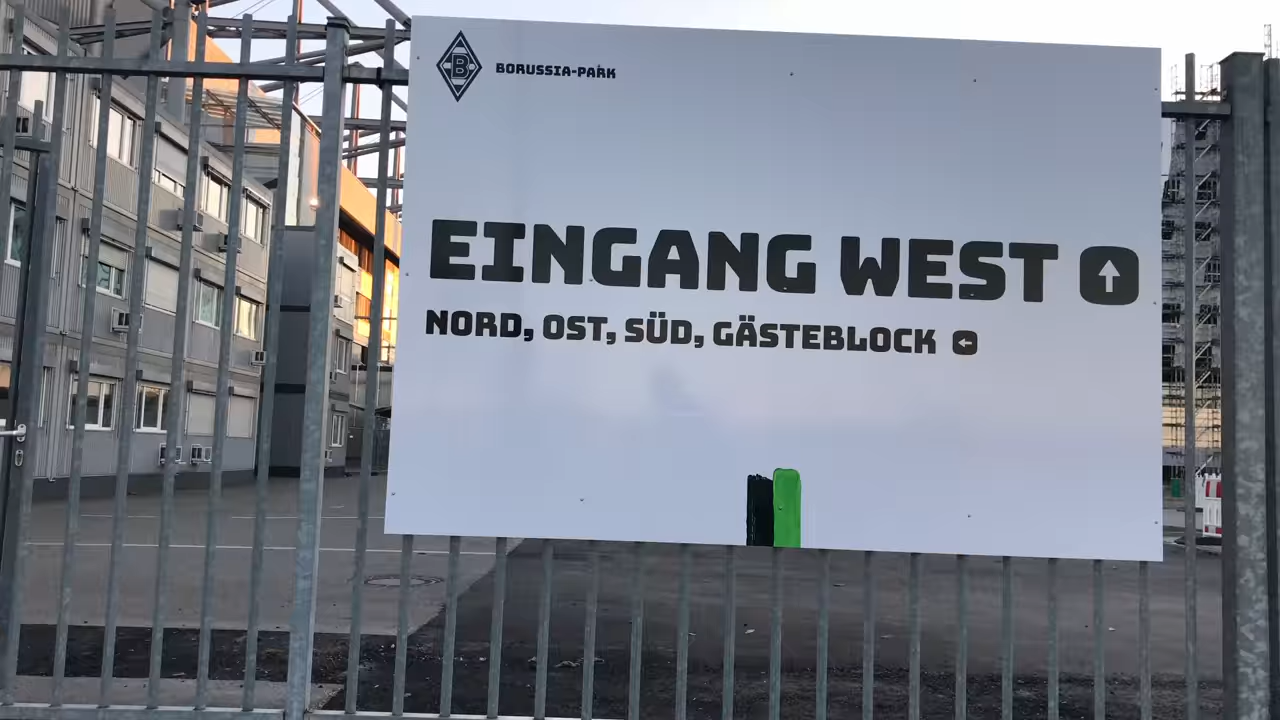 B
BORUSSIA-PARK
EINGANG WEST ↑
NORD, OST, SÜD, GÄSTEBLOCK ←